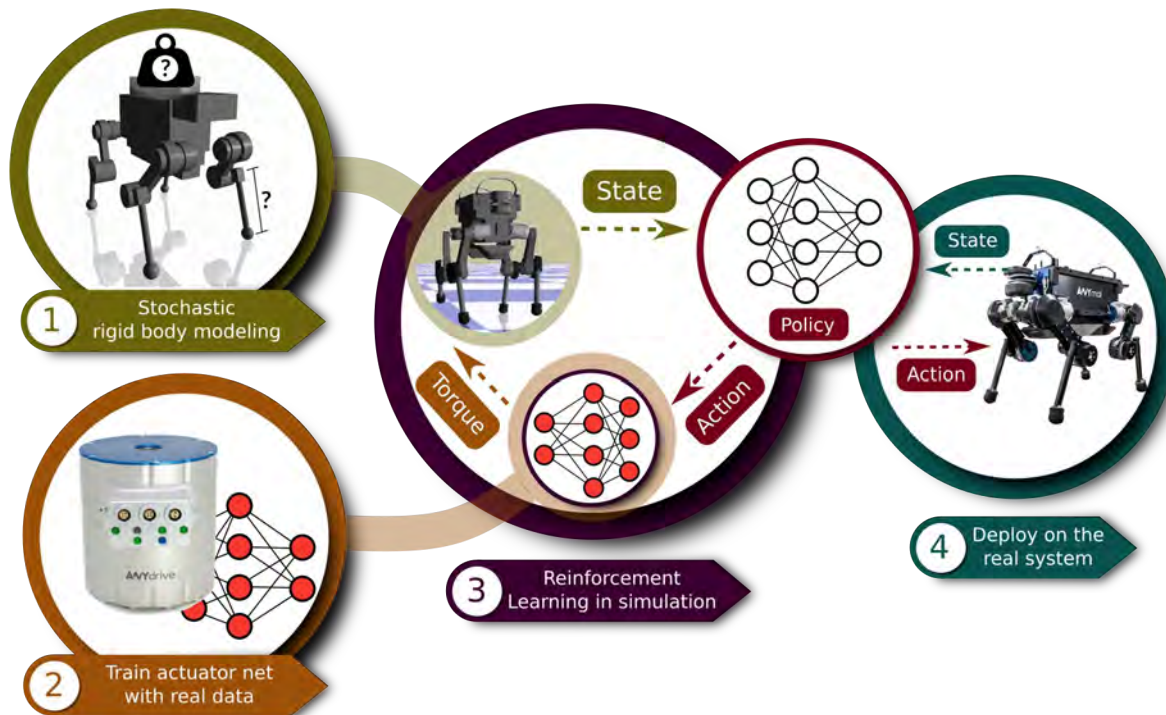 ?
?
1
Stochastic
rigid body modeling
ANYdrive
2
Train actuator net
with real data
State
Policy
Action
Torque
3
Reinforcement
Learning in simulation
State
ANYmal
Action
4
Deploy on the
real system